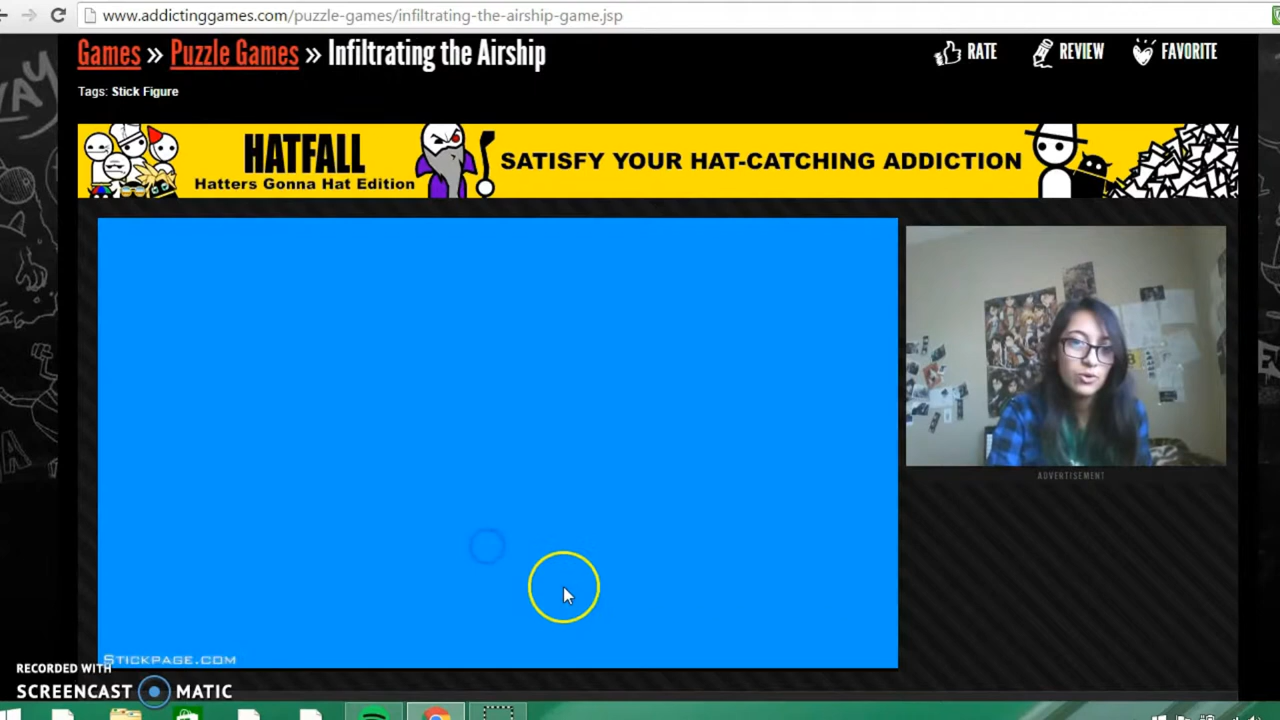 www.addictinggames.com/puzzle-games/infiltrating-the-airship-game.jsp
Games » Puzzle Games » Infiltrating the Airship
RATE
REVIEW
FAVORITE
Tags: Stick Figure
HATFALL
Hatters Gonna Hat Edition
SATISFY YOUR HAT-CATCHING ADDICTION
ADVERTISEMENT
STICKPAGE.COM
RECORDED WITH
SCREENCAST MATIC